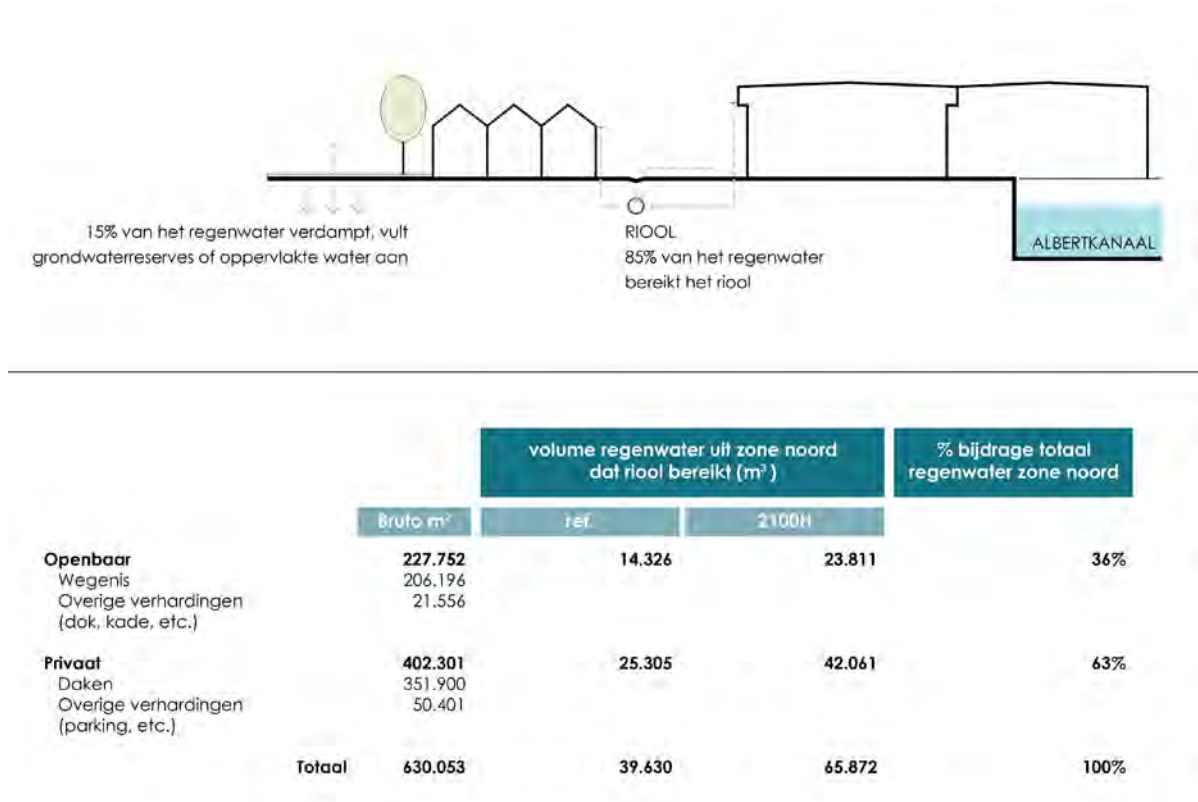 15% van het regenwater verdampt, vult
grondwaterreserves of oppervlakte water aan
RIOOL
85% van het regenwater
bereikt het riool
ALBERTKANAAL
volume regenwater uit zone noord
dat riool bereikt (m³)
% bijdrage totaal
regenwater zone noord
Bruto m² ref. 2100H
Openbaar 227.752 14.326 23.811 36%
Wegenis 206.196
Overige verhardingen 21.556
(dok, kade, etc.)
Privaat 402.301 25.305 42.061 63%
Daken 351.900
Overige verhardingen 50.401
(parking, etc.)
Totaal 630.053 39.630 65.872 100%